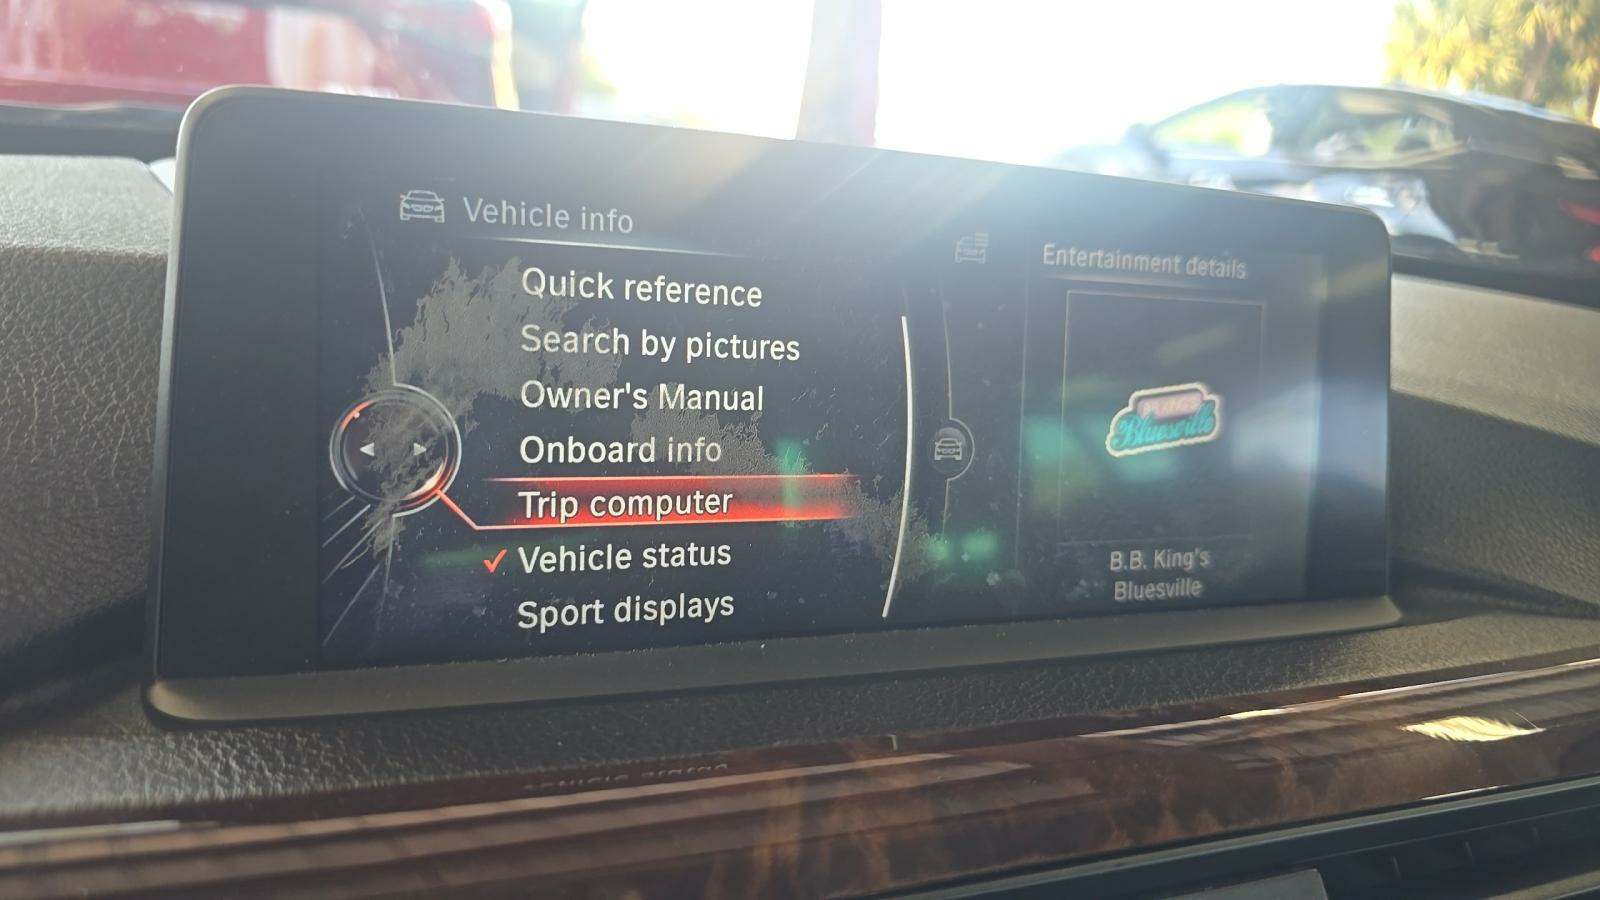 Vehicle info
Quick reference
Search by pictures
Owner's Manual
Onboard info
Trip computer
Vehicle status
Sport displays
Entertainment details
Bluesville
B.B. King's
Bluesville